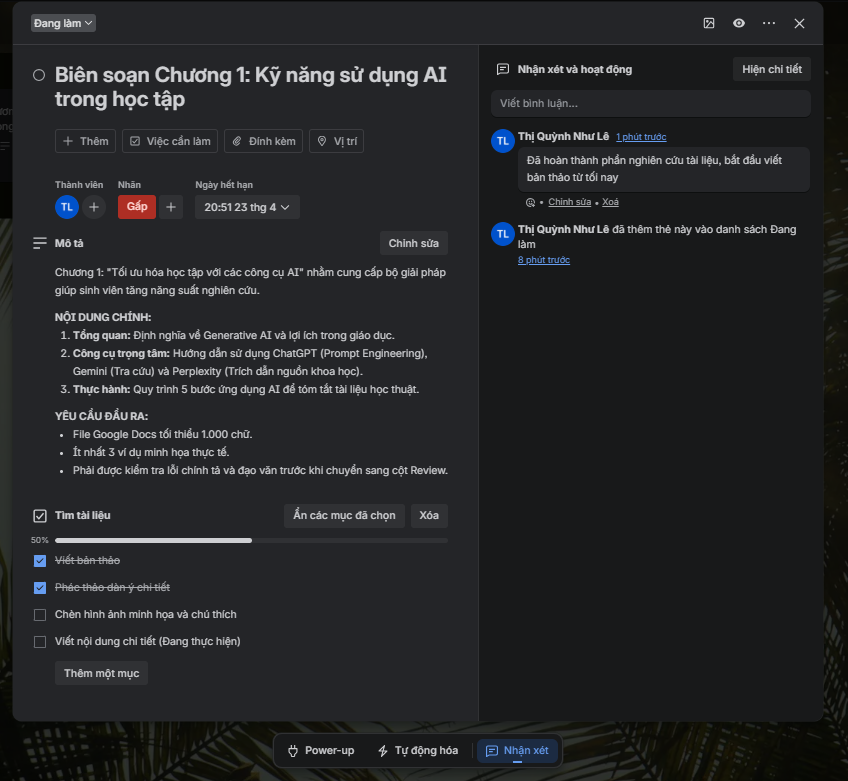 Đang làm
Biên soạn Chương 1: Kỹ năng sử dụng AI
trong học tập
Thêm
Việc cần làm
Đính kèm
Vị trí
Thành viên
Nhãn
Ngày hết hạn
TL
Gấp
20:51 23 thg 4
Mô tả
Chỉnh sửa
Chương 1: "Tối ưu hóa học tập với các công cụ AI" nhằm cung cấp bộ giải pháp
giúp sinh viên tăng năng suất nghiên cứu.
NỘI DUNG CHÍNH:
1. Tổng quan: Định nghĩa về Generative AI và lợi ích trong giáo dục.
2. Công cụ trọng tâm: Hướng dẫn sử dụng ChatGPT (Prompt Engineering),
Gemini (Tra cứu) và Perplexity (Trích dẫn nguồn khoa học).
3. Thực hành: Quy trình 5 bước ứng dụng AI để tóm tắt tài liệu học thuật.
YÊU CẦU ĐẦU RA:
• File Google Docs tối thiểu 1.000 chữ.
• Ít nhất 3 ví dụ minh họa thực tế.
• Phải được kiểm tra lỗi chính tả và đạo văn trước khi chuyển sang cột Review.
Tìm tài liệu
Ẩn các mục đã chọn
Xóa
50%
Viết bản thảo
Phác thảo dàn ý chi tiết
Chèn hình ảnh minh họa và chú thích
Viết nội dung chi tiết (Đang thực hiện)
Thêm một mục
Nhận xét và hoạt động
Hiện chi tiết
Viết bình luận...
TL
Thị Quỳnh Như Lê 1 phút trước
Đã hoàn thành phần nghiên cứu tài liệu, bắt đầu viết
bản thảo từ tối nay
• Chỉnh sửa • Xoá
TL
Thị Quỳnh Như Lê đã thêm thẻ này vào danh sách Đang
làm
8 phút trước
Power-up
Tự động hóa
Nhận xét